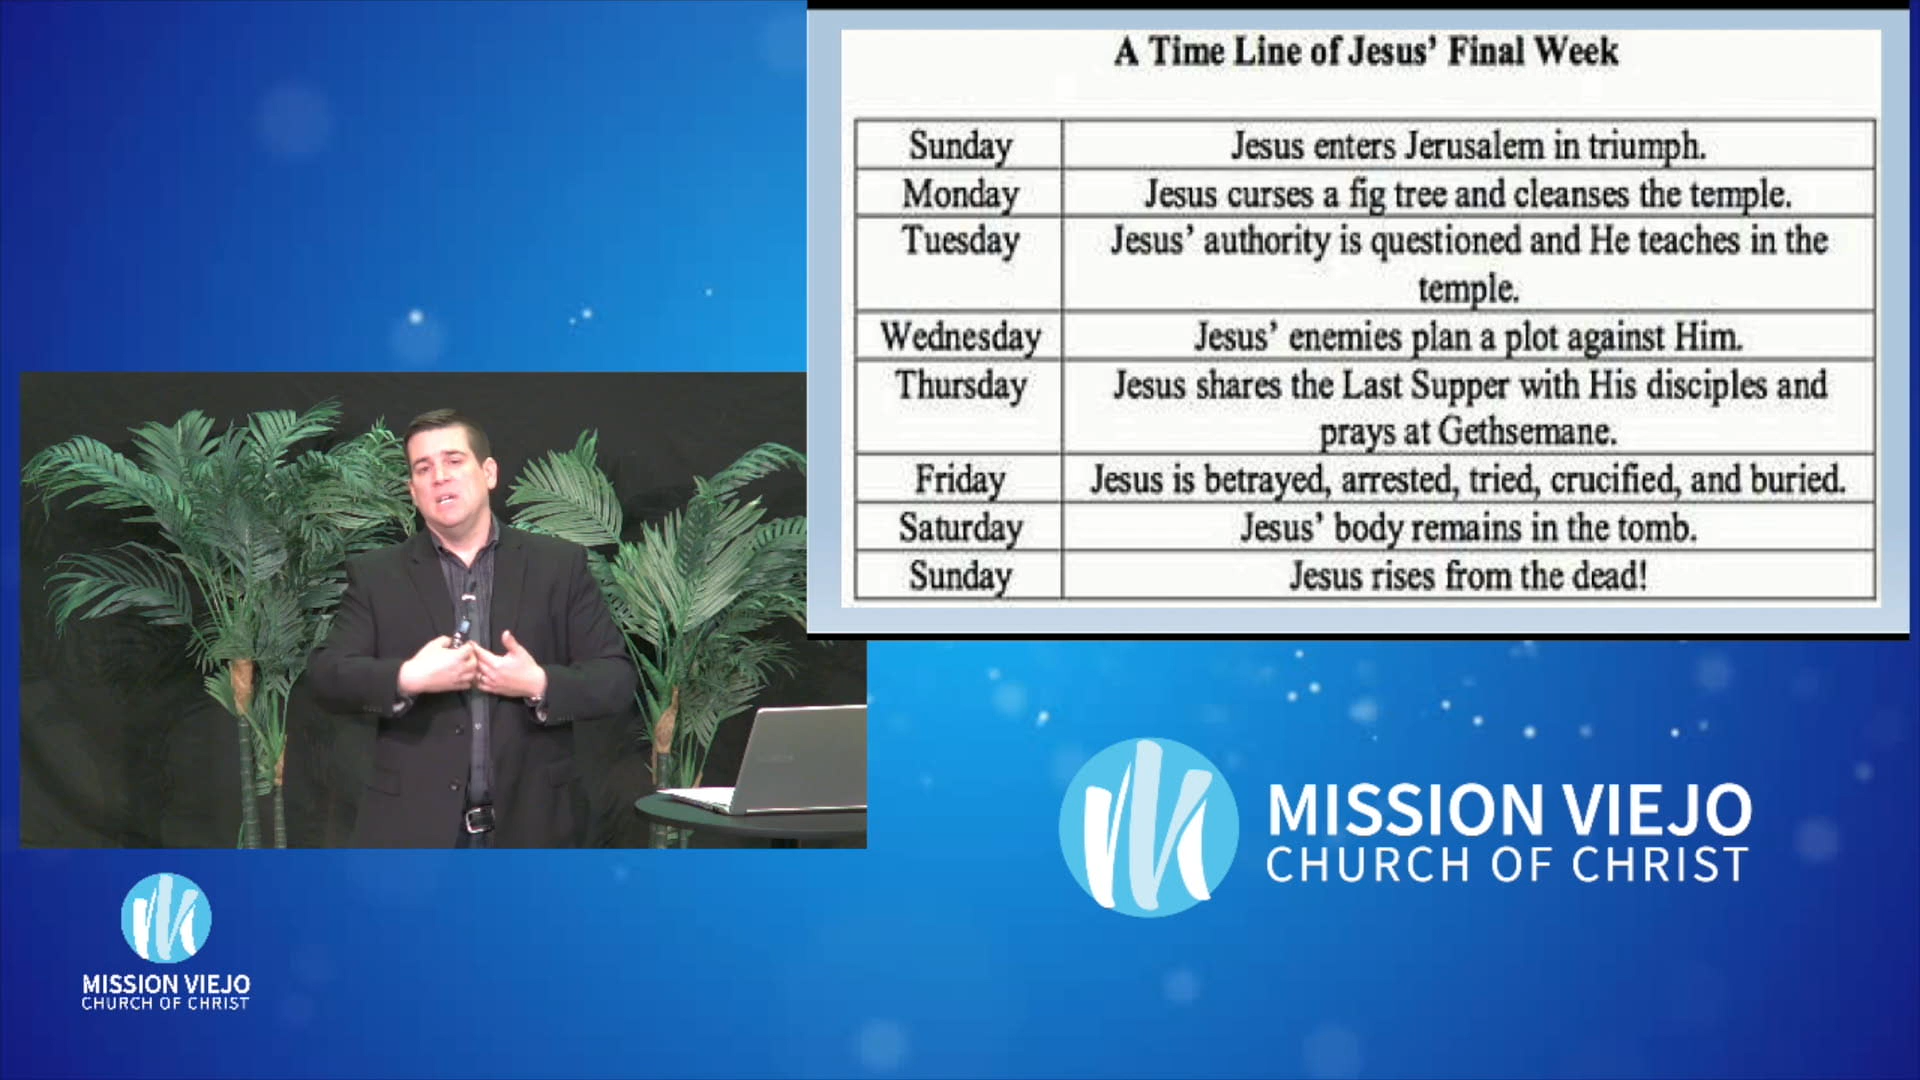 A Time Line of Jesus' Final Week
Sunday
Jesus enters Jerusalem in triumph.
Monday
Jesus curses a fig tree and cleanses the temple.
Tuesday
Jesus' authority is questioned and He teaches in the
temple.
Wednesday
Jesus' enemies plan a plot against Him.
Thursday
Jesus shares the Last Supper with His disciples and
prays at Gethsemane.
Friday
Jesus is betrayed, arrested, tried, crucified, and buried.
Saturday
Jesus' body remains in the tomb.
Sunday
Jesus rises from the dead!
MISSION VIEJO
CHURCH OF CHRIST
MISSION VIEJO
CHURCH OF CHRIST